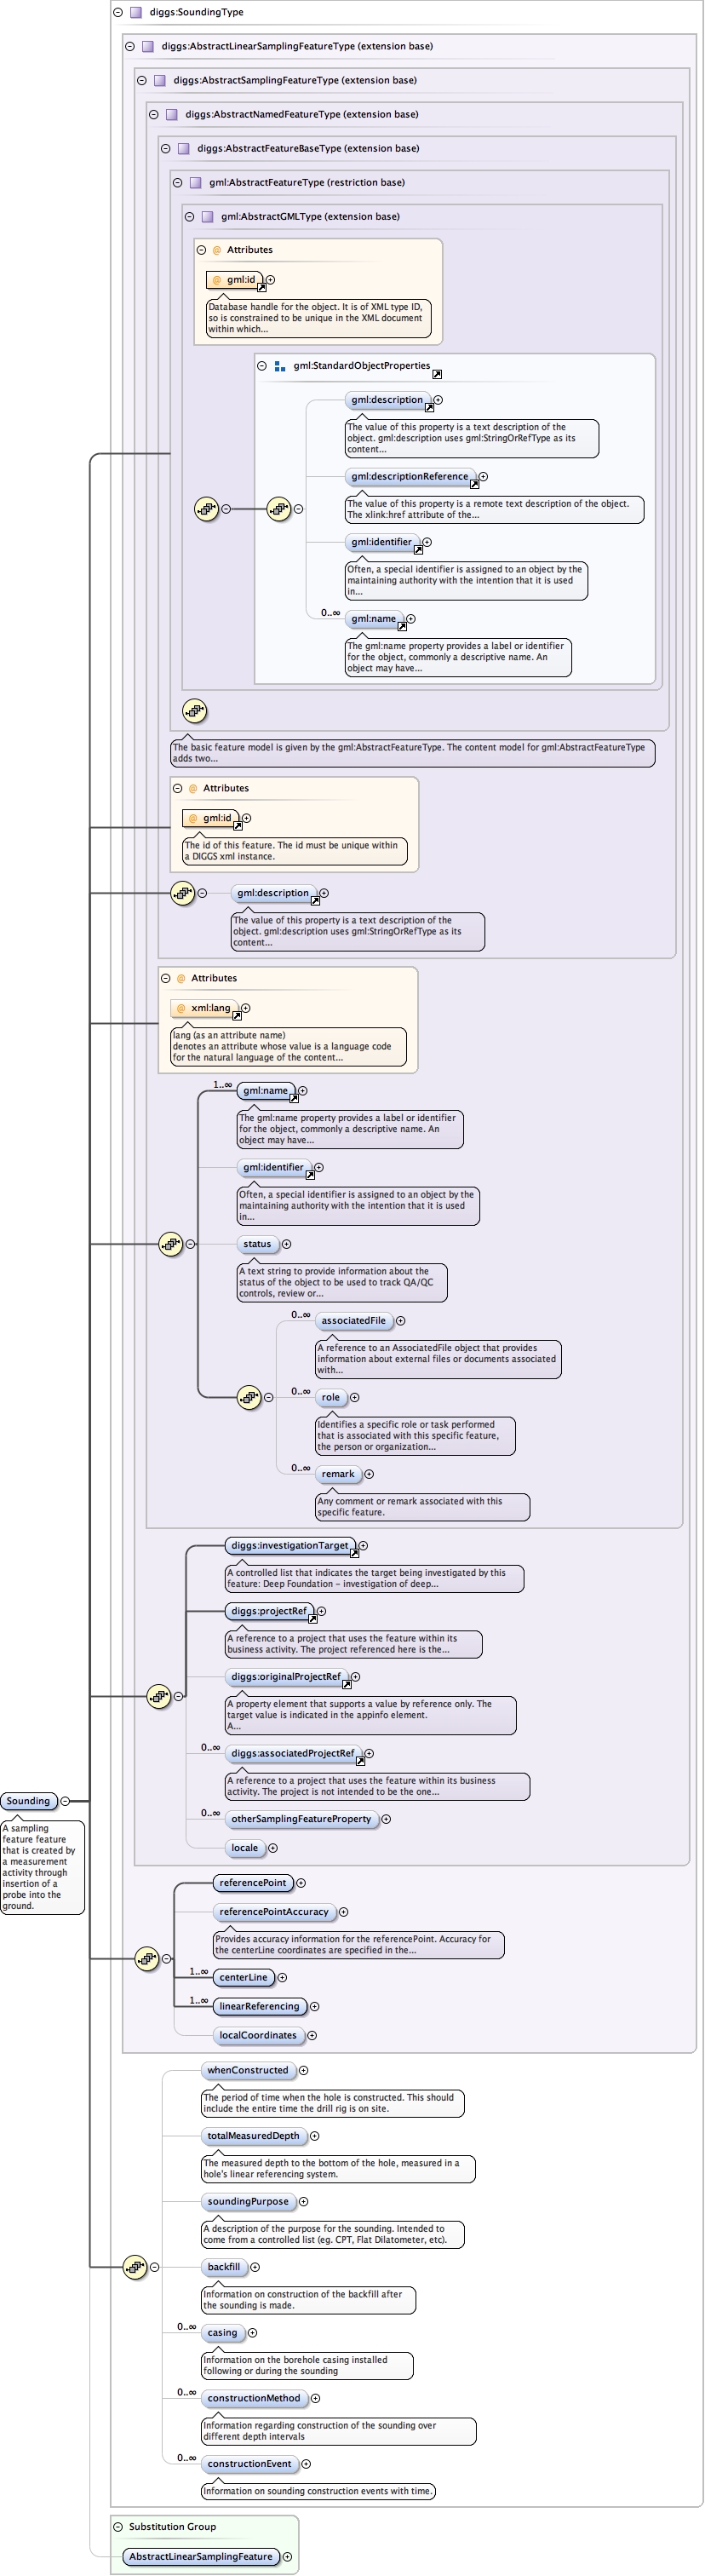 diggs:SoundingType
diggs:AbstractLinearSamplingFeatureType (extension base)
diggs:AbstractSamplingFeatureType (extension base)
diggs:AbstractNamedFeatureType (extension base)
diggs:AbstractFeatureBaseType (extension base)
gml:AbstractFeatureType (restriction base)
gml:AbstractGMLType (extension base)
@ Attributes
@ gml:id
Database handle for the object. It is of XML type ID,
so is constrained to be unique in the XML document
within which...
gml:StandardObjectProperties
gml:description
The value of this property is a text description of the
object. gml:description uses gml:StringOrRefType as its
content...
gml:descriptionReference
The value of this property is a remote text description of the object.
The xlink:href attribute of the...
gml:identifier
Often, a special identifier is assigned to an object by the
maintaining authority with the intention that it is used
in...
0..∞
gml:name
The gml:name property provides a label or identifier
for the object, commonly a descriptive name. An
object may have...
The basic feature model is given by the gml:AbstractFeatureType. The content model for gml:AbstractFeatureType
adds two...
@ Attributes
@ gml:id
The id of this feature. The id must be unique within
a DIGGS xml instance.
gml:description
The value of this property is a text description of the
object. gml:description uses gml:StringOrRefType as its
content...
@ Attributes
@ xml:lang
lang (as an attribute name)
denotes an attribute whose value is a language code
for the natural language of the content...
1..∞
gml:name
The gml:name property provides a label or identifier
for the object, commonly a descriptive name. An
object may have...
gml:identifier
Often, a special identifier is assigned to an object by the
maintaining authority with the intention that it is used
in...
status
A text string to provide information about the
status of the object to be used to track QA/QC
controls, review or...
0..∞
associatedFile
A reference to an AssociatedFile object that provides
information about external files or documents associated
with...
0..∞
role
Identifies a specific role or task performed
that is associated with this specific feature,
the person or organization...
0..∞
remark
Any comment or remark associated with this
specific feature.
diggs:investigationTarget
A controlled list that indicates the target being investigated by this
feature: Deep Foundation – investigation of deep...
diggs:projectRef
A reference to a project that uses the feature within its
business activity. The project referenced here is the...
diggs:originalProjectRef
A property element that supports a value by reference only. The
target value is indicated in the appinfo element.
A...
0..∞
diggs:associatedProjectRef
A reference to a project that uses the feature within its business
activity. The project is not intended to be the one...
0..∞
otherSamplingFeatureProperty
locale
Sounding
A sampling
feature feature
that is created by
a measurement
activity through
insertion of a
probe into the
ground.
referencePoint
referencePointAccuracy
Provides accuracy information for the referencePoint. Accuracy for
the centerLine coordinates are specified in the...
1..∞
centerLine
1..∞
linearReferencing
localCoordinates
whenConstructed
The period of time when the hole is constructed. This should
include the entire time the drill rig is on site.
totalMeasuredDepth
The measured depth to the bottom of the hole, measured in a
hole's linear referencing system.
soundingPurpose
A description of the purpose for the sounding. Intended to
come from a controlled list (eg. CPT, Flat Dilatometer, etc).
backfill
Information on construction of the backfill after
the sounding is made.
0..∞
casing
Information on the borehole casing installed
following or during the sounding
0..∞
constructionMethod
Information regarding construction of the sounding over
different depth intervals
0..∞
constructionEvent
Information on sounding construction events with time.
Substitution Group
AbstractLinearSamplingFeature